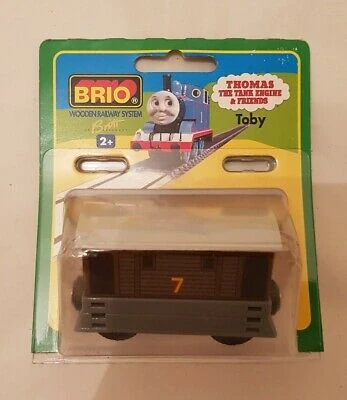 BRIO®
WOODEN RAILWAY SYSTEM
2+
THOMAS
THE TANK ENGINE
& FRIENDS
Toby
7